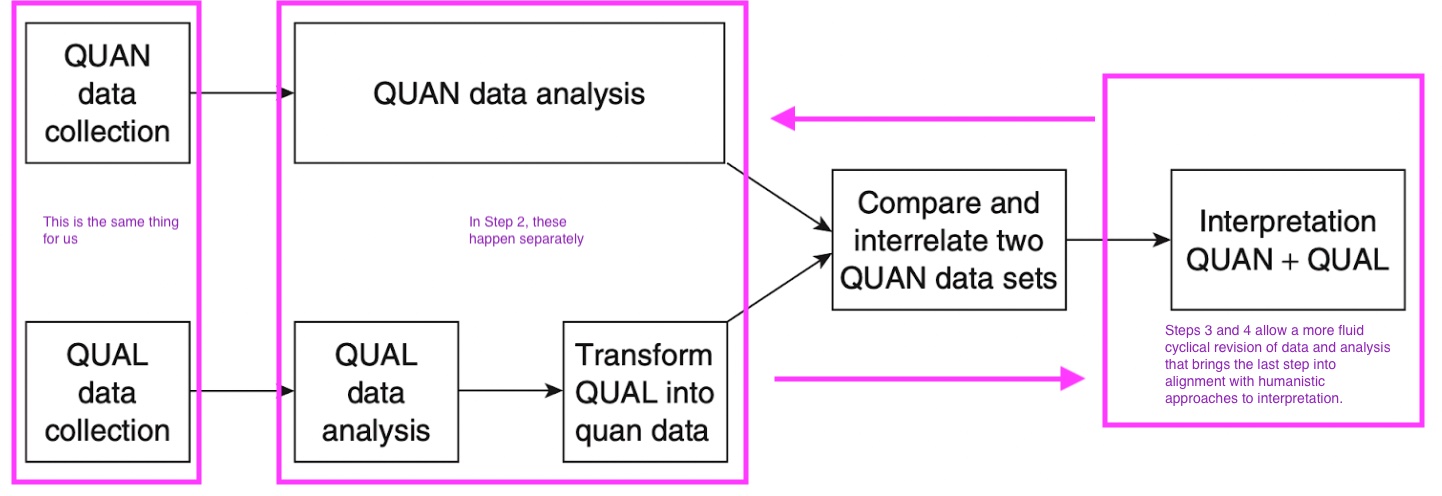 QUAN
data
collection
QUAN data analysis
This is the same thing
for us
In Step 2, these
happen separately
QUAL
data
collection
QUAL
data
analysis
Transform
QUAL into
quan data
Compare and
interrelate two
QUAN data sets
Interpretation
QUAN + QUAL
Steps 3 and 4 allow a more fluid
cyclical revision of data and analysis
that brings the last step into
alignment with humanistic
approaches to interpretation.